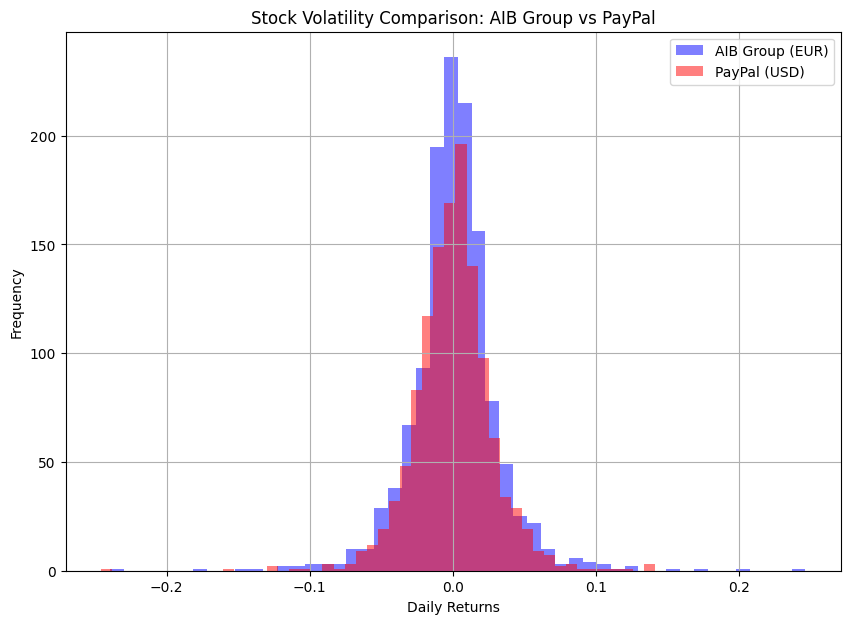 Stock Volatility Comparison: AIB Group vs PayPal
AIB Group (EUR)
PayPal (USD)
200
150
100
50
0
Frequency
−0.2
−0.1
0.0
0.1
0.2
Daily Returns